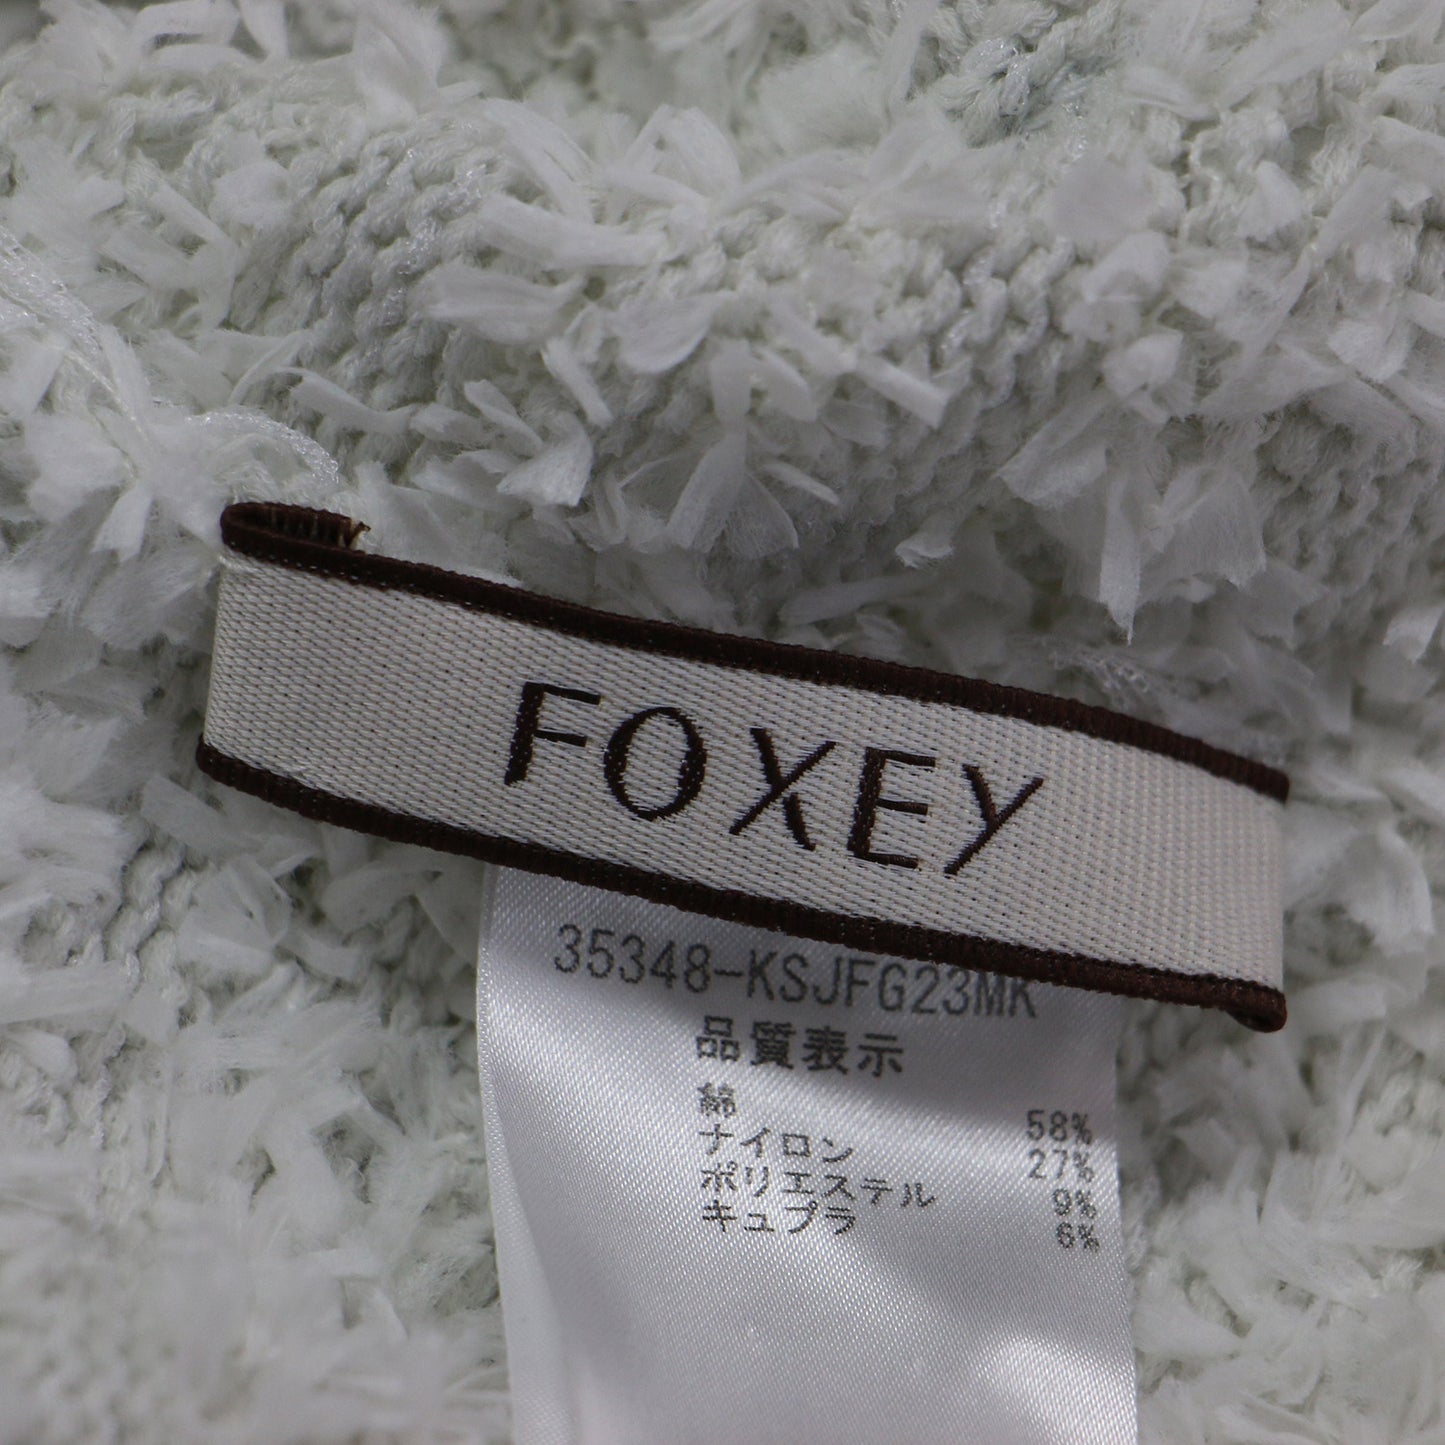 FOXEY
35348-KSJFG23MK
品質表示
綿 58%
ナイロン 27%
ポリエステル 9%
キュプラ 6%